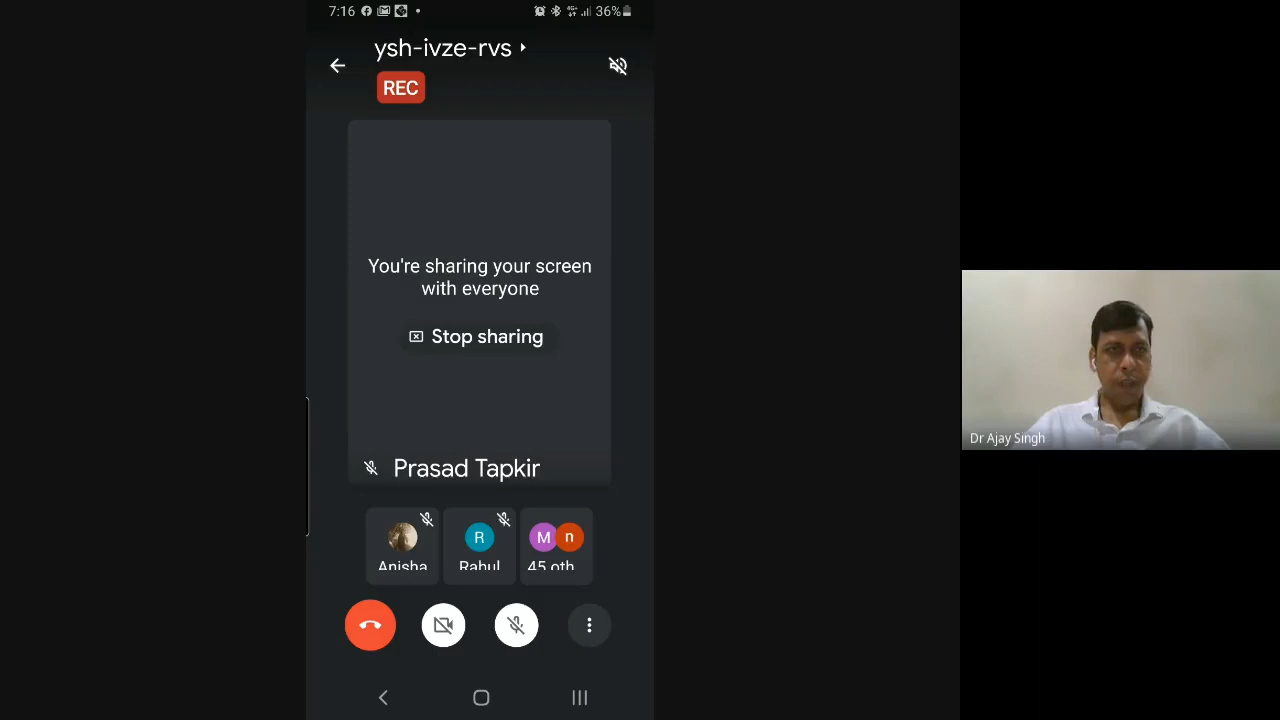 7:16
4G+
36%
ysh-ivze-rvs
REC
You're sharing your screen
with everyone
Stop sharing
Prasad Tapkir
Anisha
R
Rahul
M n
45 oth
Dr Ajay Singh